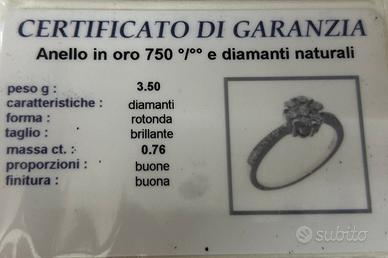 CERTIFICATO DI GARANZIA
Anello in oro 750 °/°° e diamanti naturali
peso g : 3.50
caratteristiche : diamanti
forma : rotonda
taglio : brillante
massa ct. : 0.76
proporzioni : buone
finitura : buona
subito